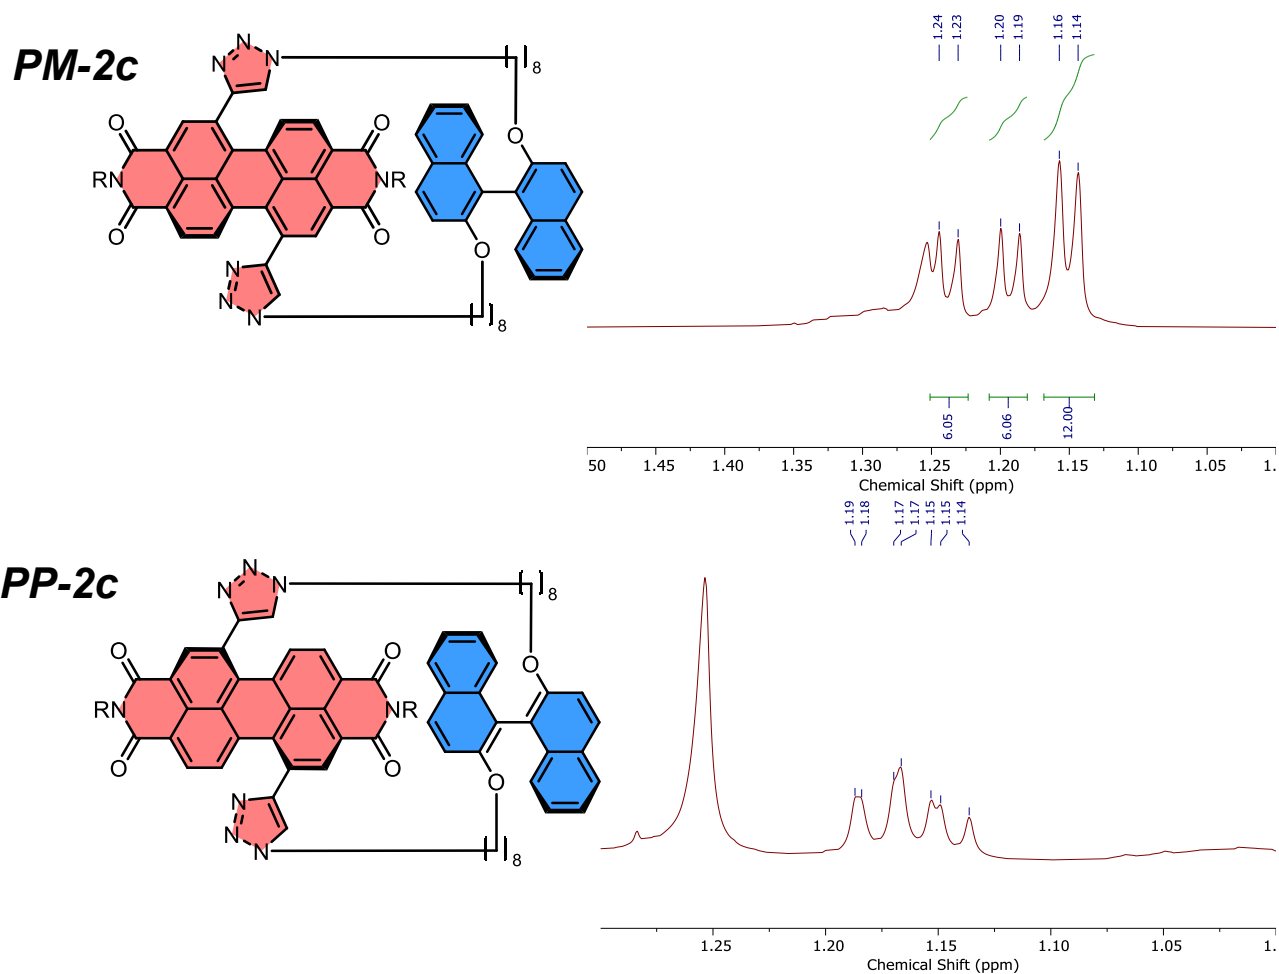 PM-2c
N N N
8
O O
O
RN NR
O O
O
N
N
N
8
1.24 1.23 1.20 1.19 1.16 1.14
6.05 6.06 12.00
50 1.45 1.40 1.35 1.30 1.25 1.20 1.15 1.10 1.05 1.
Chemical Shift (ppm)
1.19 1.18 1.17 1.17 1.15 1.15 1.14
PP-2c
N N N
8
O O
O
RN NR
O O
O
N
N
N
8
1.25 1.20 1.15 1.10 1.05 1.
Chemical Shift (ppm)